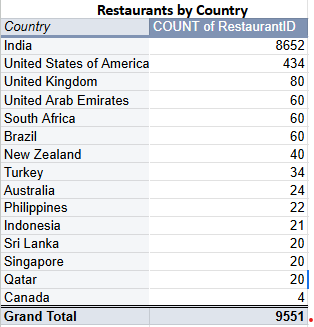 Restaurants by Country
Country COUNT of RestaurantID
India 8652
United States of America 434
United Kingdom 80
United Arab Emirates 60
South Africa 60
Brazil 60
New Zealand 40
Turkey 34
Australia 24
Philippines 22
Indonesia 21
Sri Lanka 20
Singapore 20
Qatar 20
Canada 4
Grand Total 9551